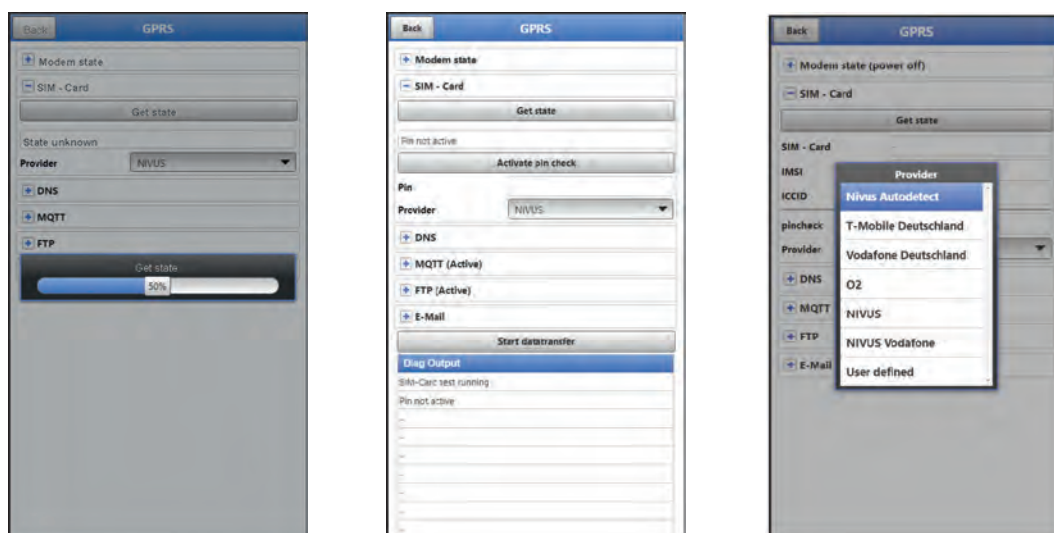 Back GPRS
Modem state
SIM - Card
Get state
State unknown
Provider NIVUS
DNS
MQTT
FTP
Get state
50%
Back GPRS
Modem state
SIM - Card
Get state
Pin not active
Activate pin check
Pin
Provider NIVUS
DNS
MQTT (Active)
FTP (Active)
E-Mail
Start datatransfer
Diag Output
SIM-Card test running
Pin not active
--
--
--
--
--
--
--
Back GPRS
Modem state (power off)
SIM - Card
Get state
SIM - Card
IMSI
ICCID
pincheck
Provider
DNS
MQTT
FTP
E-Mail
Provider
Nivus Autodetect
T-Mobile Deutschland
Vodafone Deutschland
O2
NIVUS
NIVUS Vodafone
User defined